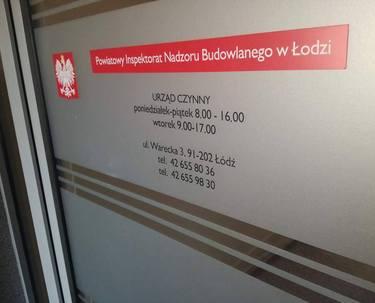 Powiatowy Inspektorat Nadzoru Budowlanego w Łodzi
URZĄD CZYNNY
poniedziałek-piątek 8.00 - 16.00
wtorek 9.00-17.00
ul. Warecka 3, 91-202 Łódź
tel. 42 655 80 36
tel. 42 655 98 30